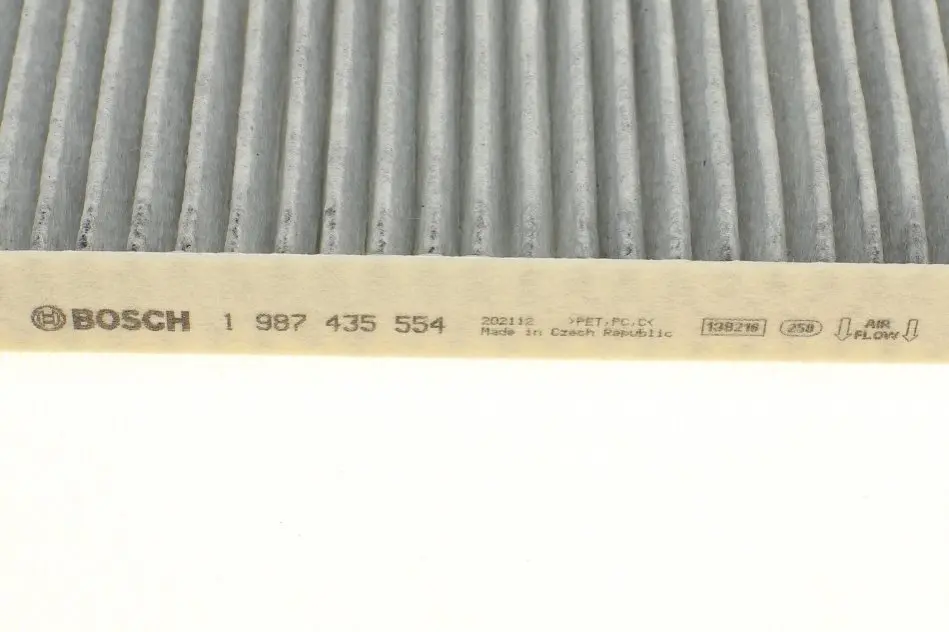 BOSCH 1 987 435 554
202112 >PET,PC,C<
Made in Czech Republic
138216
258
AIR
FLOW